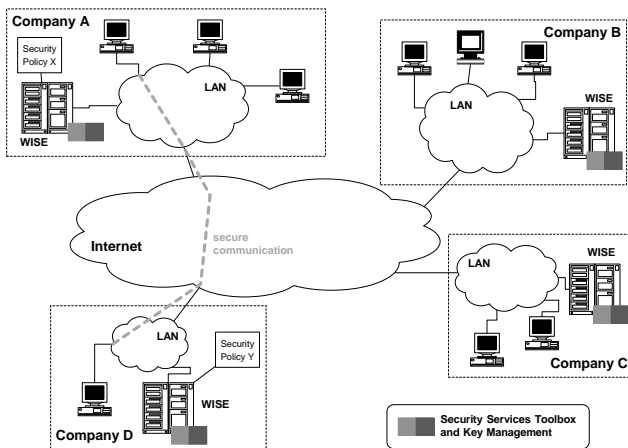 Company A
Security
Policy X
LAN
WISE
Company B
LAN
WISE
Internet
secure
communication
LAN
WISE
Company C
LAN
Security
Policy Y
WISE
Company D
Security Services Toolbox
and Key Management